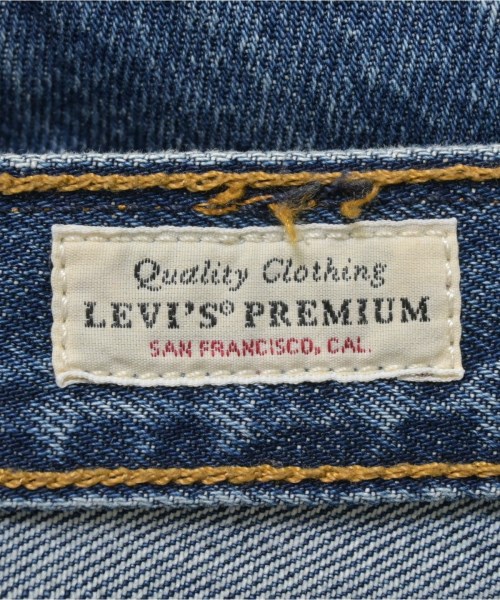 Quality Clothing
LEVI'S® PREMIUM
SAN FRANCISCO, CAL.